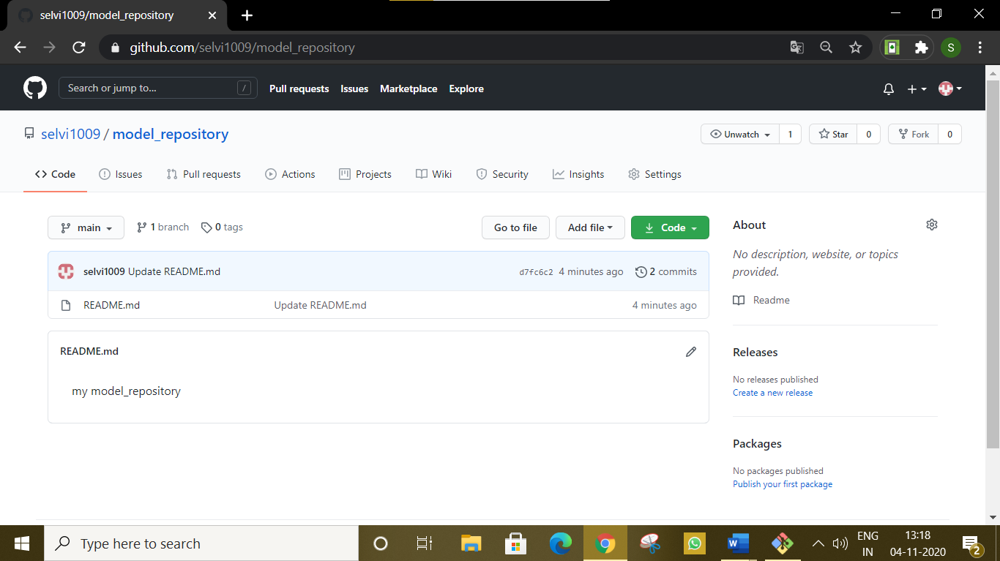 selvi1009/model_repository
github.com/selvi1009/model_repository
S
Search or jump to... /
Pull requests Issues Marketplace Explore
selvi1009 / model_repository
Unwatch 1 Star 0 Fork 0
Code Issues Pull requests Actions Projects Wiki Security Insights Settings
main 1 branch 0 tags Go to file Add file Code
selvi1009 Update README.md d7fc6c2 4 minutes ago 2 commits
README.md Update README.md 4 minutes ago
README.md
my model_repository
About
No description, website, or topics
provided.
Readme
Releases
No releases published
Create a new release
Packages
No packages published
Publish your first package
Type here to search
W
ENG
IN
13:18
04-11-2020
2